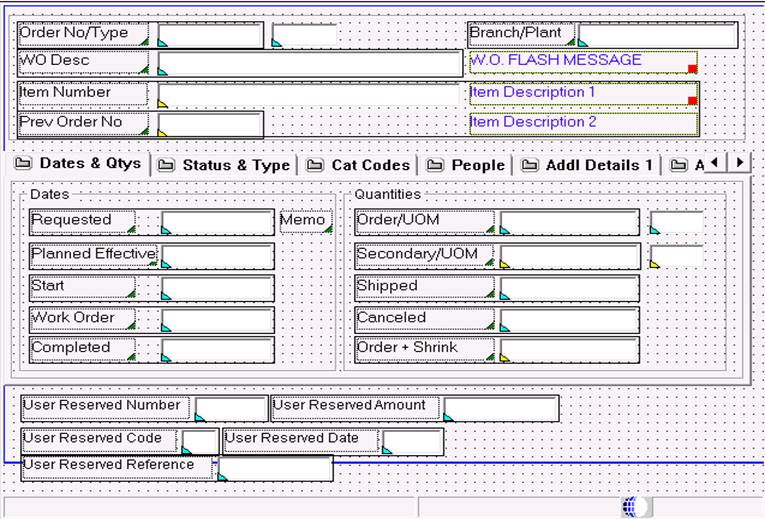 Order No/Type Branch/Plant
WO Desc W.O. FLASH MESSAGE
Item Number Item Description 1
Prev Order No Item Description 2
Dates & Qtys Status & Type Cat Codes People Addl Details 1 A
Dates Quantities
Requested Memo Order/UOM
Planned Effective Secondary/UOM
Start Shipped
Work Order Canceled
Completed Order + Shrink
User Reserved Number User Reserved Amount
User Reserved Code User Reserved Date
User Reserved Reference